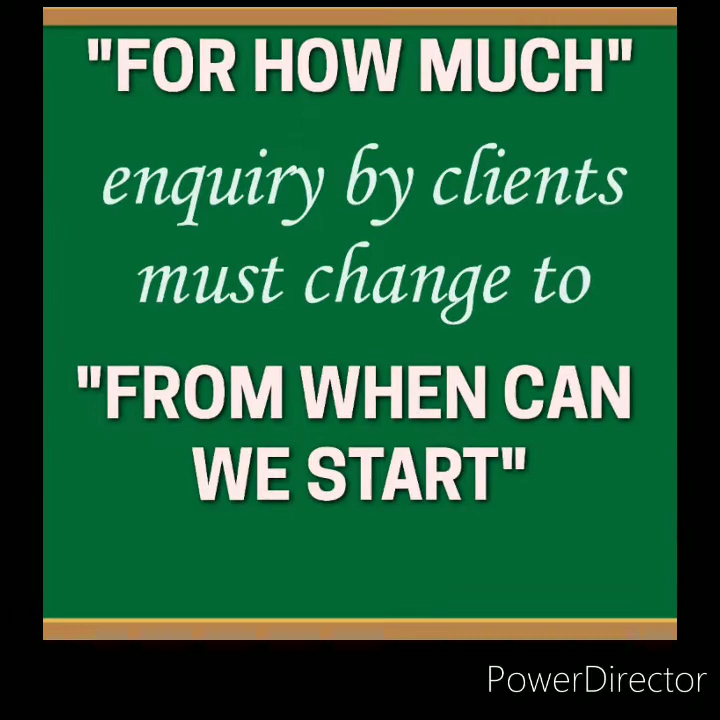 "FOR HOW MUCH"
enquiry by clients
must change to
"FROM WHEN CAN
WE START"
PowerDirector